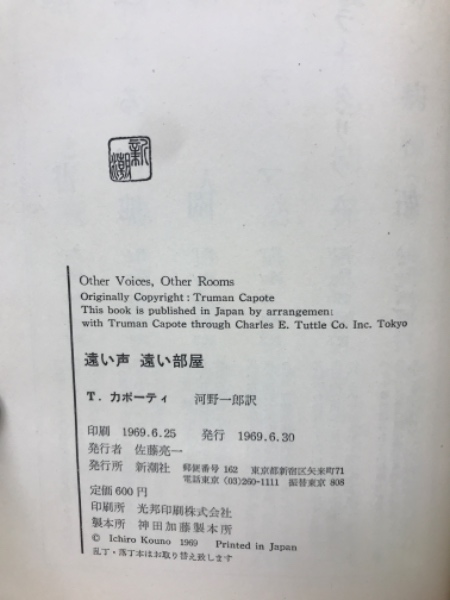 新潮
Other Voices, Other Rooms
Originally Copyright : Truman Capote
This book is published in Japan by arrangement
with Truman Capote through Charles E. Tuttle Co. Inc. Tokyo
遠い声 遠い部屋
T. カポーティ 河野一郎訳
印刷 1969.6.25 発行 1969.6.30
発行者 佐藤亮一
発行所 新潮社 郵便番号 162 東京都新宿区矢来町71
電話東京 (03)260-1111 振替東京 808
定価600円
印刷所 光邦印刷株式会社
製本所 神田加藤製本所
© Ichiro Kouno 1969 Printed in Japan
乱丁・落丁本はお取り替え致します